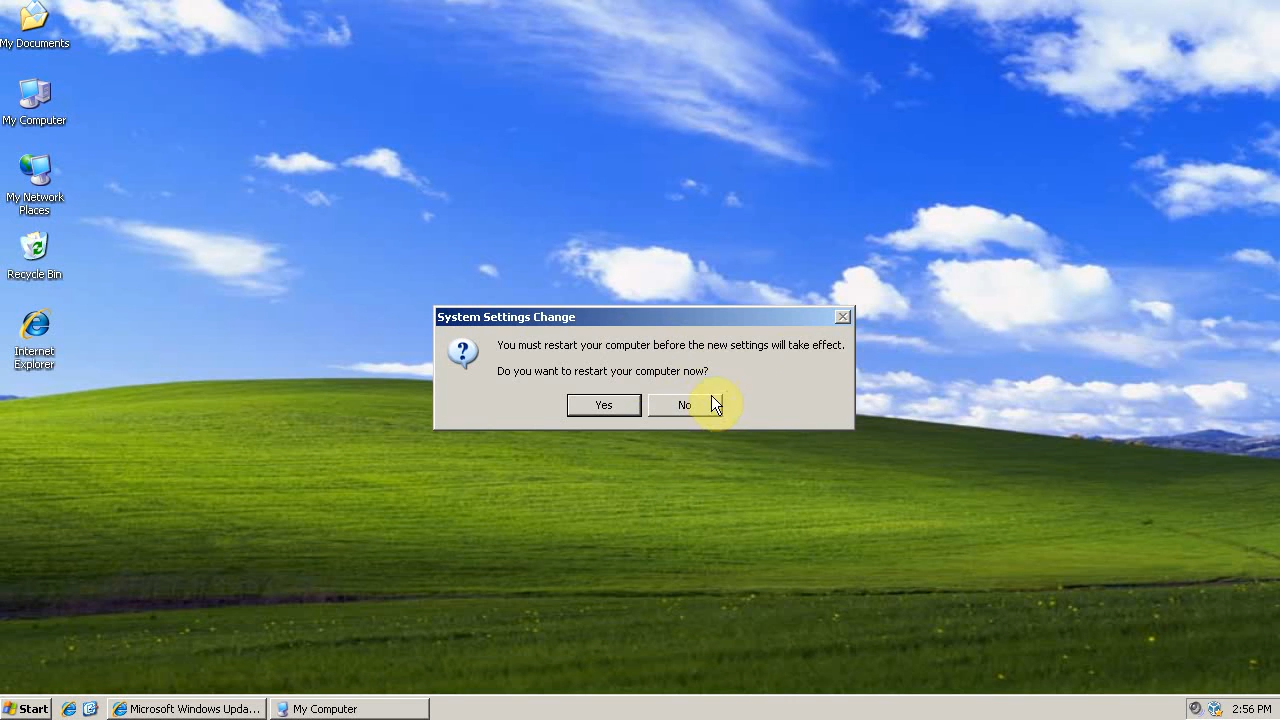 My Documents
My Computer
My Network
Places
Recycle Bin
Internet
Explorer
System Settings Change
You must restart your computer before the new settings will take effect.
Do you want to restart your computer now?
Yes
No
Start
Microsoft Windows Upda...
My Computer
2:56 PM